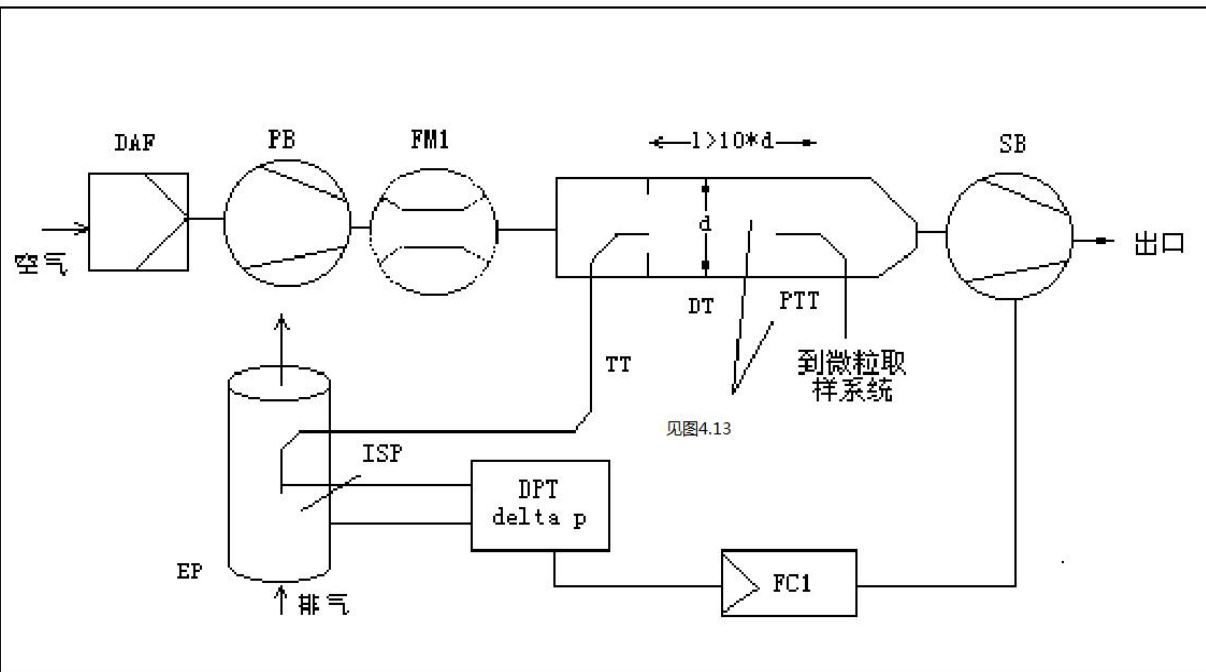 DAF
PB
FM1
l>10*d
SB
d
空气
出口
DT
PTT
TT
到微粒取
样系统
见图4.13
ISP
DPT
delta p
EP
FC1
排气